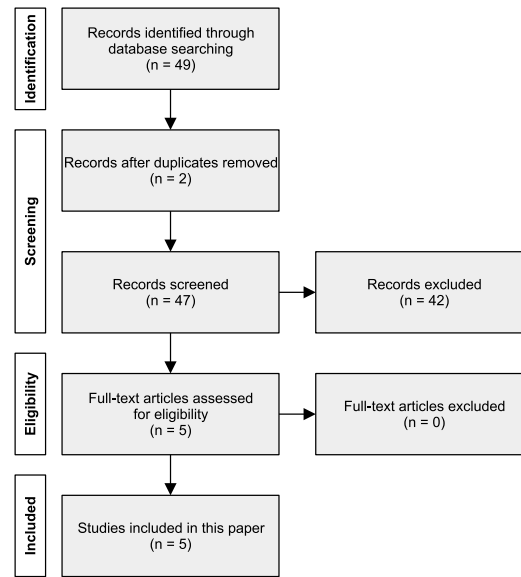 Identification
Records identified through
database searching
(n = 49)
Screening
Records after duplicates removed
(n = 2)
Records screened
(n = 47)
Records excluded
(n = 42)
Eligibility
Full-text articles assessed
for eligibility
(n = 5)
Full-text articles excluded
(n = 0)
Included
Studies included in this paper
(n = 5)